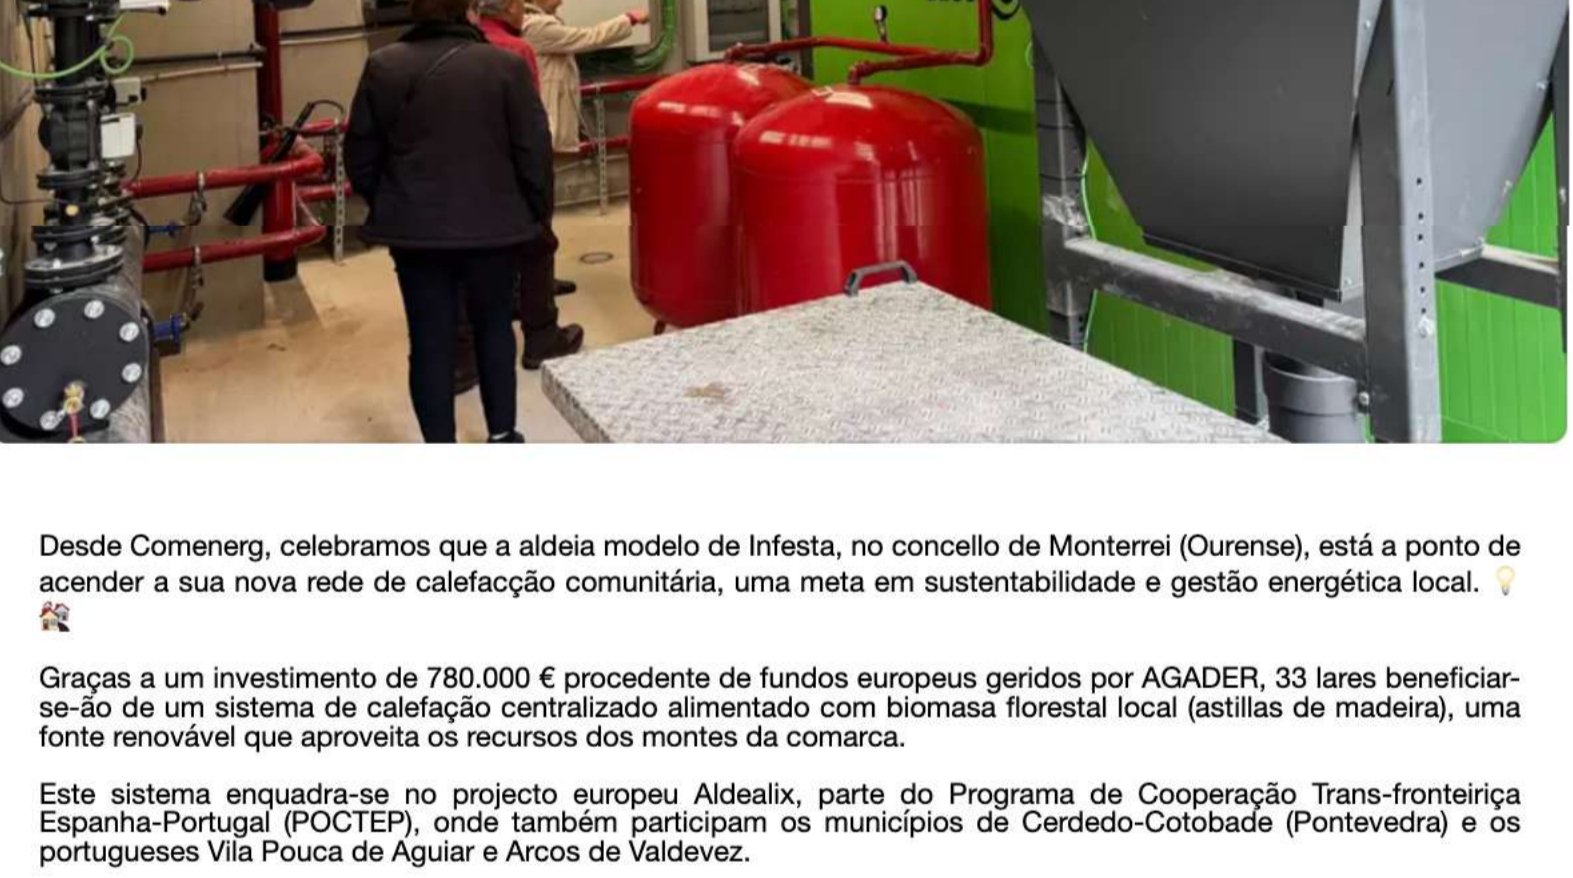 Desde Comenerg, celebramos que a aldeia modelo de Infesta, no concello de Monterrei (Ourense), está a ponto de
acender a sua nova rede de calefacção comunitária, uma meta em sustentabilidade e gestão energética local. 💡
🏘️
Graças a um investimento de 780.000 € procedente de fundos europeus geridos por AGADER, 33 lares beneficiar-
se-ão de um sistema de calefação centralizado alimentado com biomasa florestal local (astillas de madeira), uma
fonte renovável que aproveita os recursos dos montes da comarca.
Este sistema enquadra-se no projecto europeu Aldealix, parte do Programa de Cooperação Trans-fronteiriça
Espanha-Portugal (POCTEP), onde também participam os municípios de Cerdedo-Cotobade (Pontevedra) e os
portugueses Vila Pouca de Aguiar e Arcos de Valdevez.